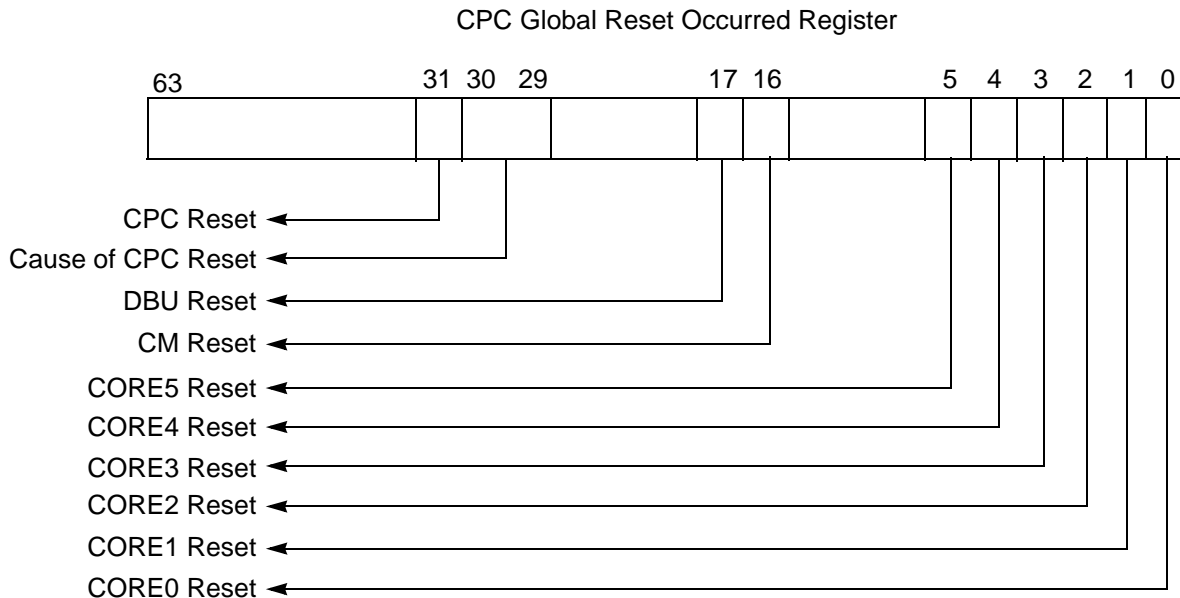 CPC Global Reset Occurred Register
63 31 30 29 17 16 5 4 3 2 1 0
CPC Reset
Cause of CPC Reset
DBU Reset
CM Reset
CORE5 Reset
CORE4 Reset
CORE3 Reset
CORE2 Reset
CORE1 Reset
CORE0 Reset